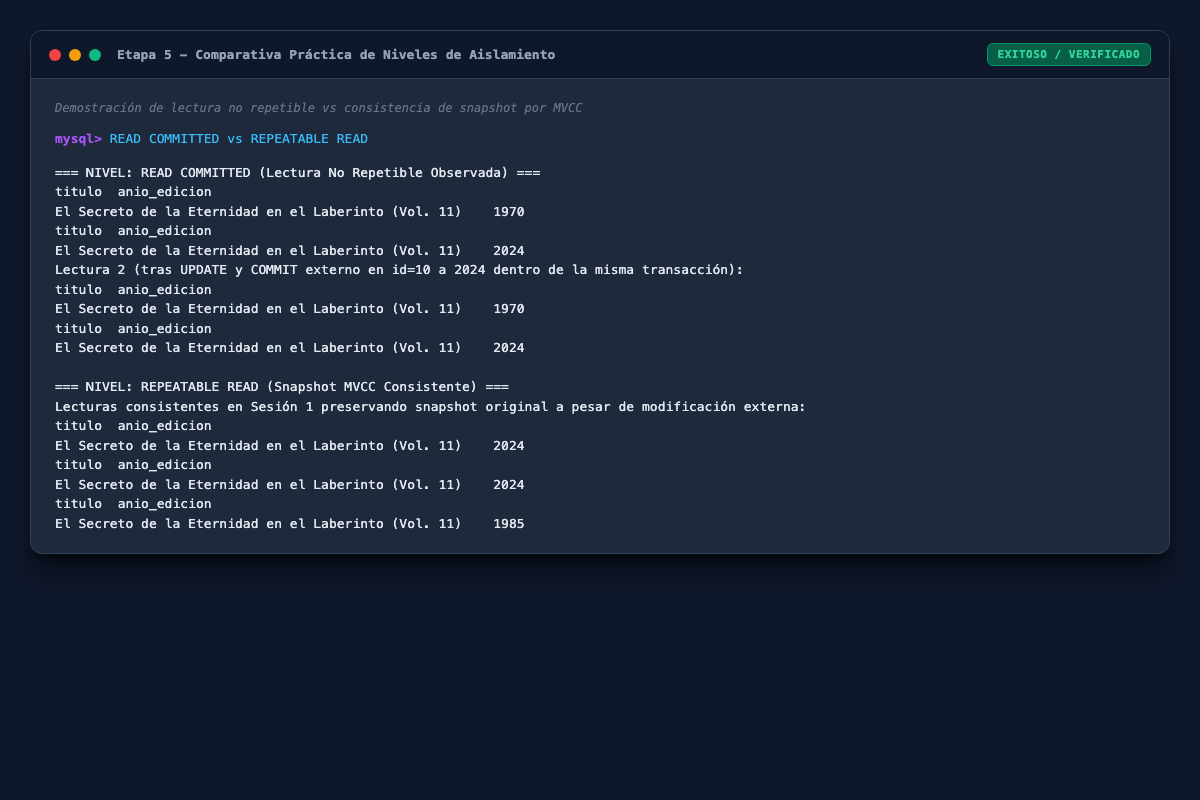 Etapa 5 — Comparativa Práctica de Niveles de Aislamiento
EXITOSO / VERIFICADO
Demostración de lectura no repetible vs consistencia de snapshot por MVCC
mysql> READ COMMITTED vs REPEATABLE READ
=== NIVEL: READ COMMITTED (Lectura No Repetible Observada) ===
titulo  anio_edicion
El Secreto de la Eternidad en el Laberinto (Vol. 11)    1970
titulo  anio_edicion
El Secreto de la Eternidad en el Laberinto (Vol. 11)    2024
Lectura 2 (tras UPDATE y COMMIT externo en id=10 a 2024 dentro de la misma transacción):
titulo  anio_edicion
El Secreto de la Eternidad en el Laberinto (Vol. 11)    1970
titulo  anio_edicion
El Secreto de la Eternidad en el Laberinto (Vol. 11)    2024
=== NIVEL: REPEATABLE READ (Snapshot MVCC Consistente) ===
Lecturas consistentes en Sesión 1 preservando snapshot original a pesar de modificación externa:
titulo  anio_edicion
El Secreto de la Eternidad en el Laberinto (Vol. 11)    2024
titulo  anio_edicion
El Secreto de la Eternidad en el Laberinto (Vol. 11)    2024
titulo  anio_edicion
El Secreto de la Eternidad en el Laberinto (Vol. 11)    1985